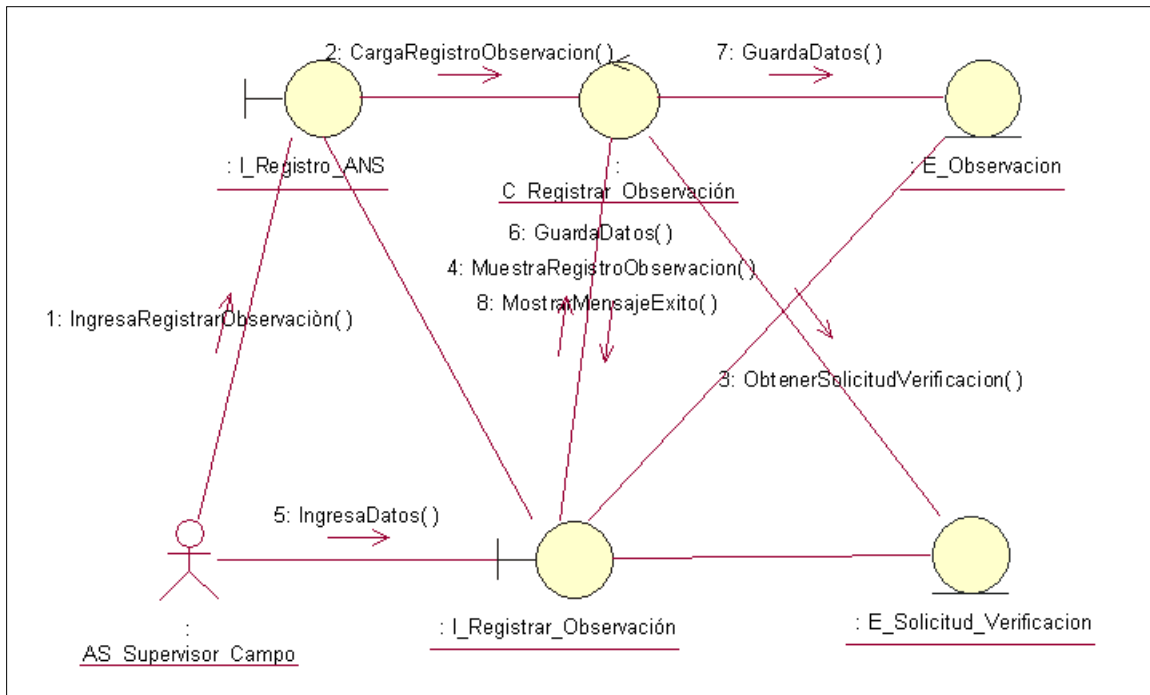 2: CargaRegistroObservacion( )
7: GuardaDatos( )
: I_Registro_ANS
:
C_Registrar_Observación
: E_Observacion
6: GuardaDatos( )
4: MuestraRegistroObservacion( )
8: MostrarMensajeExito( )
1: IngresaRegistrarObservaciòn( )
3: ObtenerSolicitudVerificacion( )
5: IngresaDatos( )
:
AS_Supervisor_Campo
: I_Registrar_Observación
: E_Solicitud_Verificacion